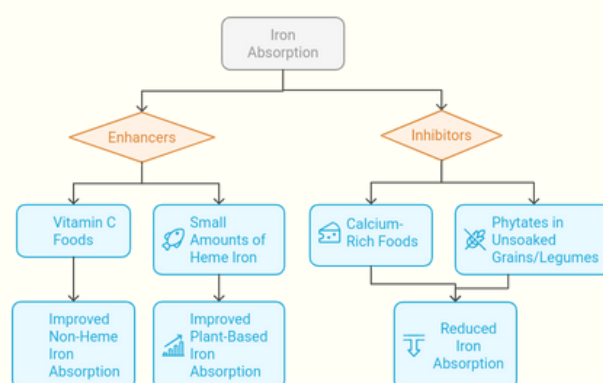 Iron
Absorption
Enhancers
Inhibitors
Vitamin C
Foods
Small
Amounts of
Heme Iron
Calcium-
Rich Foods
Phytates in
Unsoaked
Grains/Legumes
Improved
Non-Heme
Iron
Absorption
Improved
Plant-Based
Iron
Absorption
Reduced
Iron
Absorption